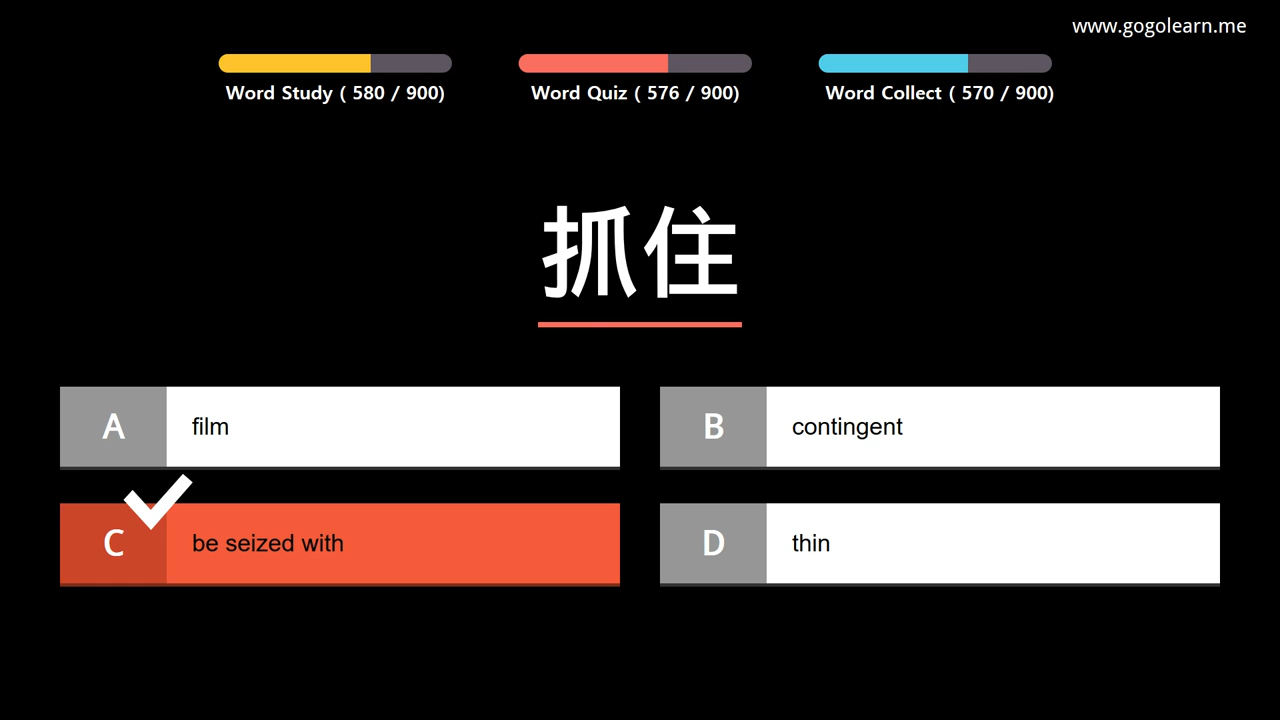 www.gogolearn.me
Word Study ( 580 / 900)
Word Quiz ( 576 / 900)
Word Collect ( 570 / 900)
抓住
A
film
B
contingent
C
be seized with
D
thin